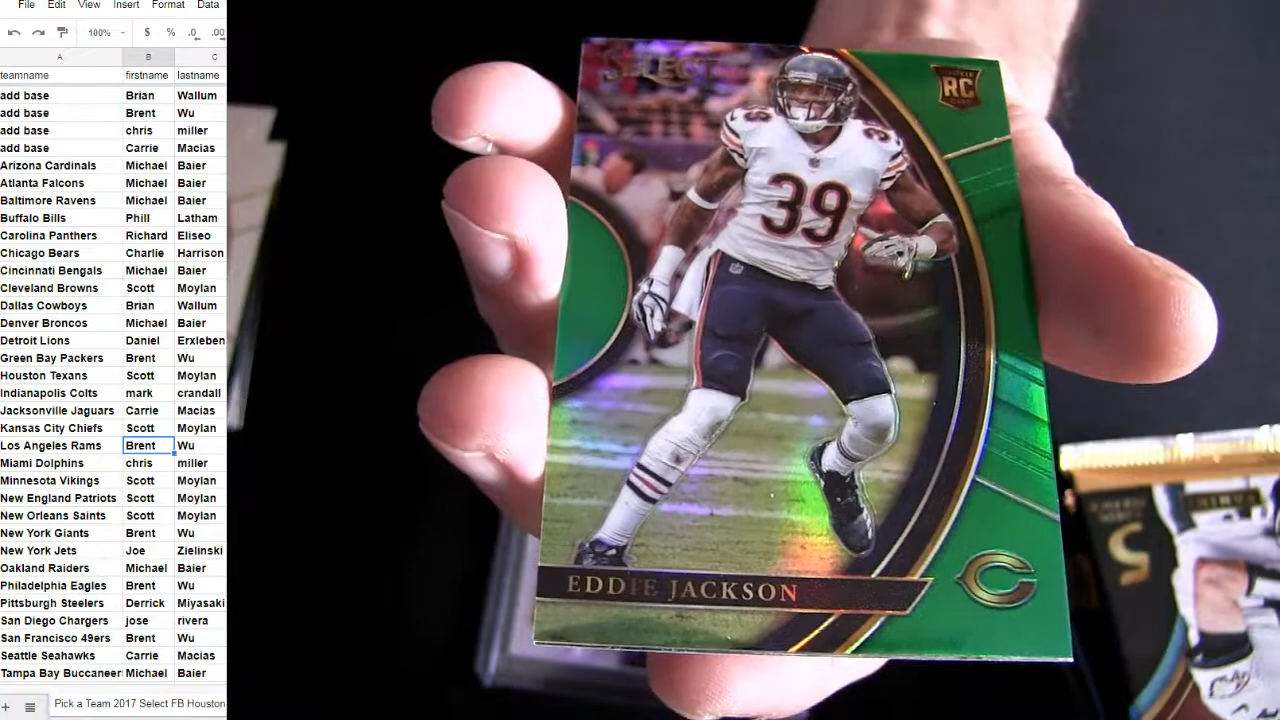 File Edit View Insert Format Data
100% $ % .0 .00
A B C
teamname firstname lastname
add base Brian Wallum
add base Brent Wu
add base chris miller
add base Carrie Macias
Arizona Cardinals Michael Baier
Atlanta Falcons Michael Baier
Baltimore Ravens Michael Baier
Buffalo Bills Phill Latham
Carolina Panthers Richard Eliseo
Chicago Bears Charlie Harrison
Cincinnati Bengals Michael Baier
Cleveland Browns Scott Moylan
Dallas Cowboys Brian Wallum
Denver Broncos Michael Baier
Detroit Lions Daniel Erxleben
Green Bay Packers Brent Wu
Houston Texans Scott Moylan
Indianapolis Colts mark crandall
Jacksonville Jaguars Carrie Macias
Kansas City Chiefs Scott Moylan
Los Angeles Rams Brent Wu
Miami Dolphins chris miller
Minnesota Vikings Scott Moylan
New England Patriots Scott Moylan
New Orleans Saints Scott Moylan
New York Giants Brent Wu
New York Jets Joe Zielinski
Oakland Raiders Michael Baier
Philadelphia Eagles Brent Wu
Pittsburgh Steelers Derrick Miyasaki
San Diego Chargers jose rivera
San Francisco 49ers Brent Wu
Seattle Seahawks Carrie Macias
Tampa Bay Buccaneer Michael Baier
Pick a Team 2017 Select FB Houston
SELECT
RC
39
39
EDDIE JACKSON
C
5